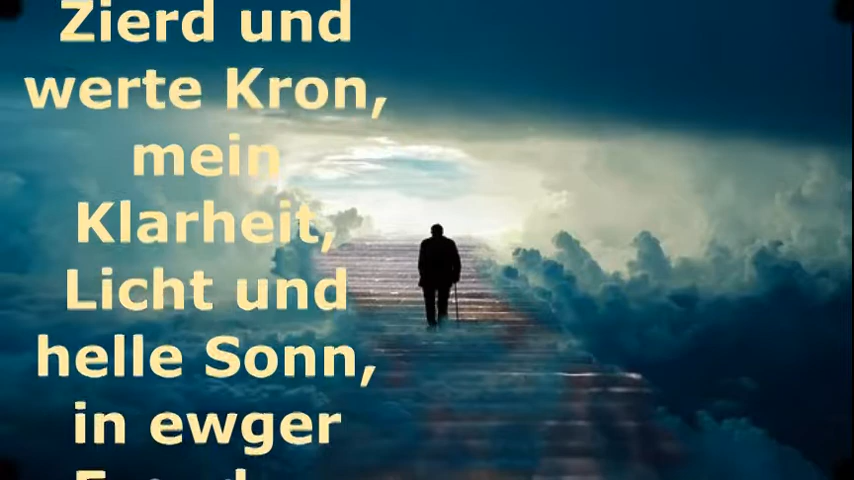 Zierd und
werte Kron,
mein
Klarheit,
Licht und
helle Sonn,
in ewger